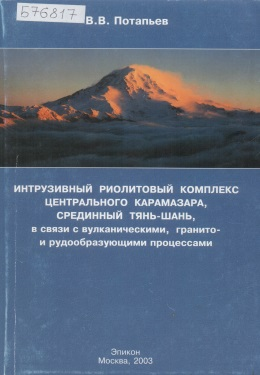 Б76817
В.В. Потапьев
ИНТРУЗИВНЫЙ РИОЛИТОВЫЙ КОМПЛЕКС
ЦЕНТРАЛЬНОГО КАРАМАЗАРА,
СРЕДИННЫЙ ТЯНЬ-ШАНЬ,
в связи с вулканическими, гранито-
и рудообразующими процессами
Эпикон
Москва, 2003